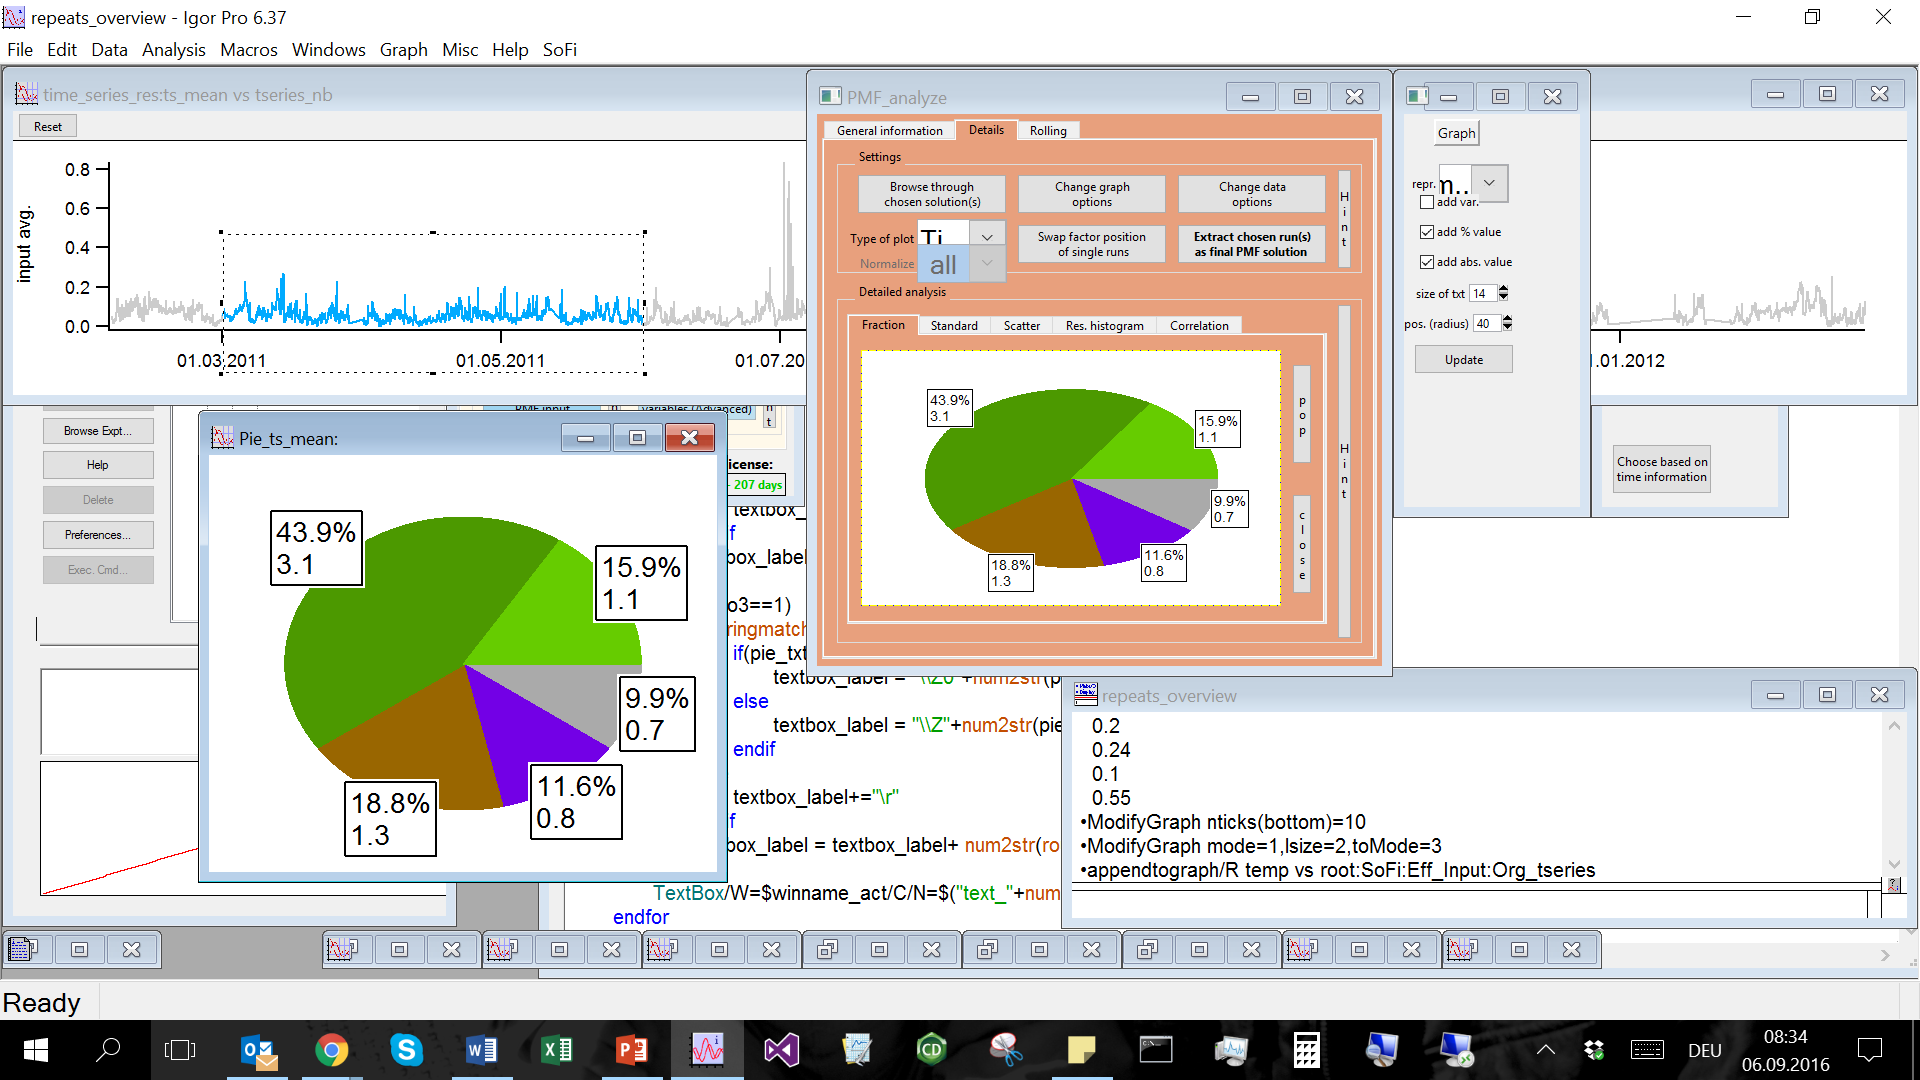 repeats_overview - Igor Pro 6.37
File Edit Data Analysis Macros Windows Graph Misc Help SoFi
time_series_res:ts_mean vs tseries_nb
Reset
input avg.
0.8
0.6
0.4
0.2
0.0
01.03.2011
01.05.2011
01.07.20
1.01.2012
PMF_analyze
General information
Details
Rolling
Settings
Browse through
chosen solution(s)
Change graph
options
Change data
options
Type of plot
Ti
Normalize
all
Swap factor position
of single runs
Extract chosen run(s)
as final PMF solution
Hint
Detailed analysis
Fraction
Standard
Scatter
Res. histogram
Correlation
43.9%
3.1
15.9%
1.1
9.9%
0.7
11.6%
0.8
18.8%
1.3
pop
close
Hint
Graph
repr.
add var.
add % value
add abs. value
size of txt 14
pos. (radius) 40
Update
Choose based on
time information
Browse Expt...
Help
Delete
Preferences...
Exec. Cmd...
PMF input
variables (Advanced)
icense:
207 days
Pie_ts_mean:
43.9%
3.1
15.9%
1.1
9.9%
0.7
11.6%
0.8
18.8%
1.3
textbox_
f
box_label
o3==1)
ringmatch
if(pie_txt
textbox_label = "\\Z0"+num2str(p
else
textbox_label = "\\Z"+num2str(pie
endif
textbox_label+="\r"
f
box_label = textbox_label+ num2str(ro
TextBox/W=$winname_act/C/N=$("text_"+num
endfor
repeats_overview
0.2
0.24
0.1
0.55
•ModifyGraph nticks(bottom)=10
•ModifyGraph mode=1,lsize=2,toMode=3
•appendtograph/R temp vs root:SoFi:Eff_Input:Org_tseries
Ready
DEU
08:34
06.09.2016